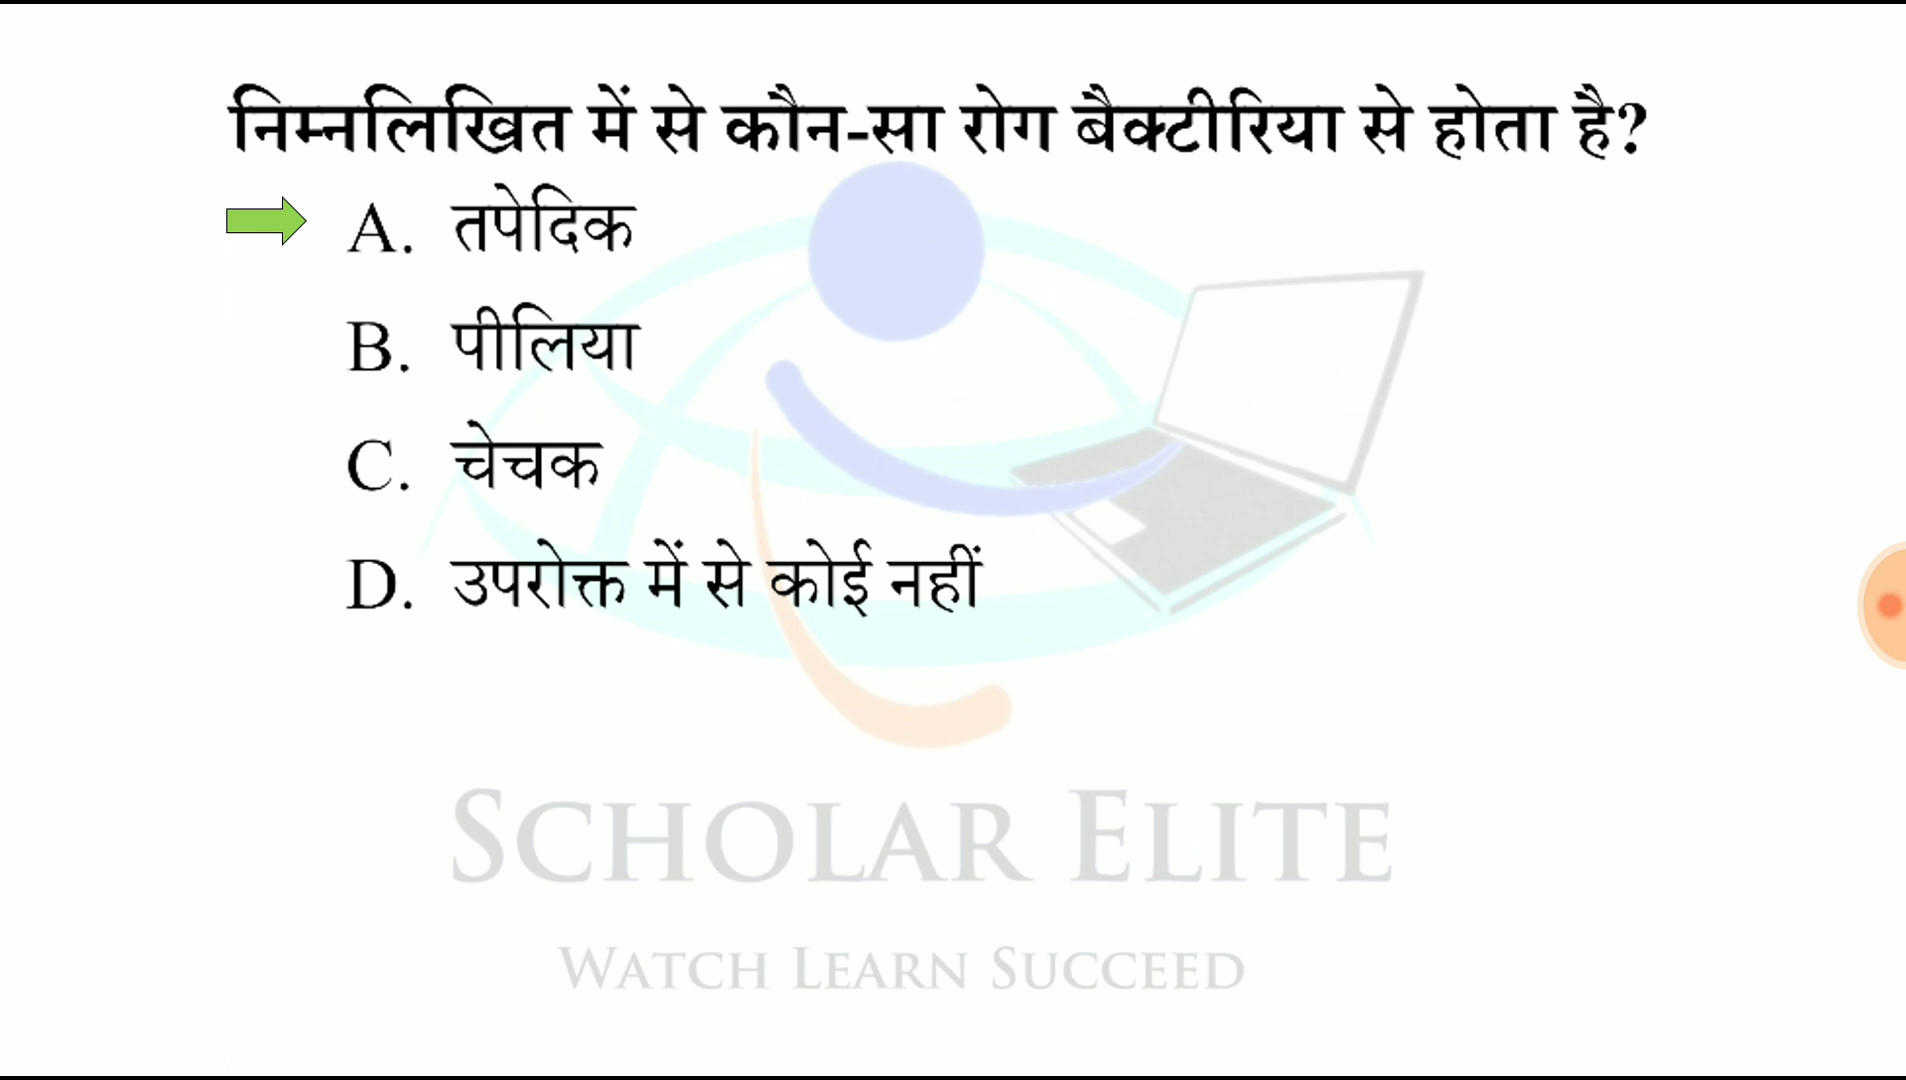 निम्नलिखित में से कौन-सा रोग बैक्टीरिया से होता है?
A. तपेदिक
B. पीलिया
C. चेचक
D. उपरोक्त में से कोई नहीं
SCHOLAR ELITE
WATCH LEARN SUCCEED